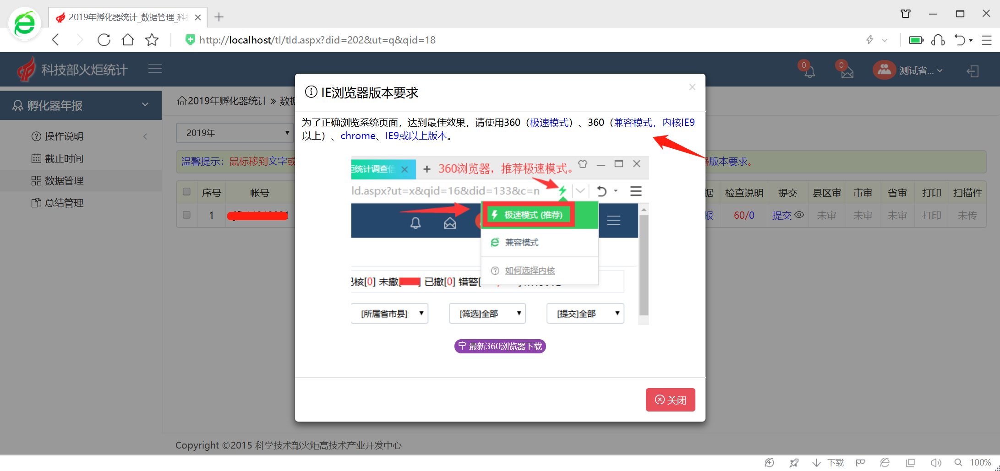 2019年孵化器统计_数据管理_科
http://localhost/tl/tld.aspx?did=202&ut=q&qid=18
科技部火炬统计
0
0
测试省...
孵化器年报
操作说明
截止时间
数据管理
总结管理
2019年孵化器统计 » 数据
2019年
温馨提示：鼠标移到文字或
版本要求。
序号 帐号
据 检查说明 提交 县区审 市审 省审 打印 扫描件
1
报 60/0 提交 未审 未审 未审 打印 未传
IE浏览器版本要求
×
为了正确浏览系统页面，达到最佳效果，请使用360（极速模式）、360（兼容模式，内核IE9
以上）、chrome、IE9或以上版本。
统计调查信
360浏览器，推荐极速模式。
ld.aspx?ut=x&qid=16&did=133&c=n
极速模式 (推荐)
兼容模式
如何选择内核
核[0] 未撤[ ] 已撤[0] 错警[
[所属省市县]:
[筛选]全部
[提交]全部
最新360浏览器下载
关闭
Copyright ©2015 科学技术部火炬高技术产业开发中心
下载
100%